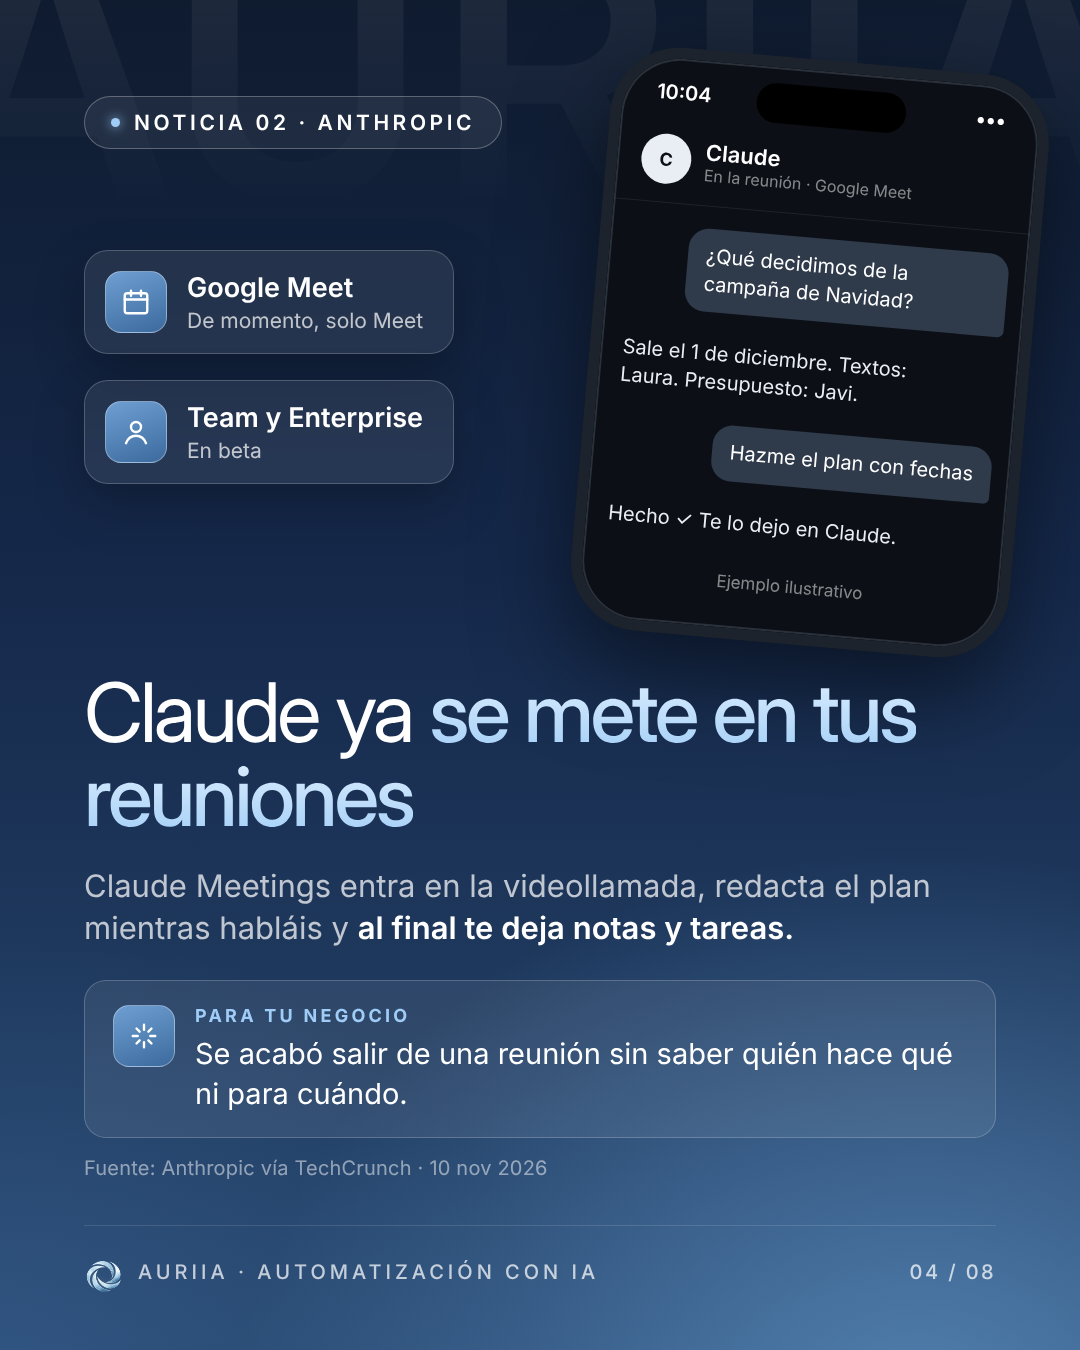 AURIIA
NOTICIA 02 · ANTHROPIC
10:04
C
Claude
En la reunión · Google Meet
¿Qué decidimos de la
campaña de Navidad?
Sale el 1 de diciembre. Textos:
Laura. Presupuesto: Javi.
Hazme el plan con fechas
Hecho ✓ Te lo dejo en Claude.
Ejemplo ilustrativo
Google Meet
De momento, solo Meet
Team y Enterprise
En beta
Claude ya se mete en tus
reuniones
Claude Meetings entra en la videollamada, redacta el plan
mientras habláis y al final te deja notas y tareas.
PARA TU NEGOCIO
Se acabó salir de una reunión sin saber quién hace qué
ni para cuándo.
Fuente: Anthropic vía TechCrunch · 10 nov 2026
AURIIA · AUTOMATIZACIÓN CON IA
04 / 08